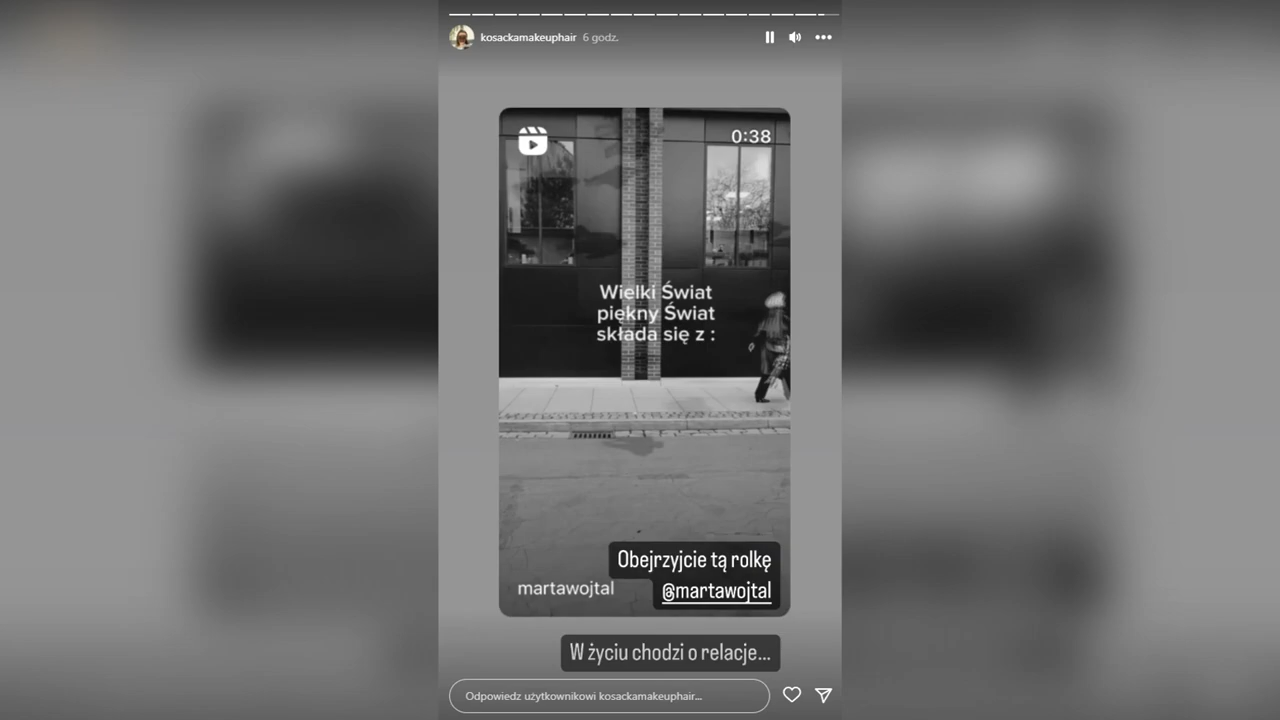 kosackamakeuphair 6 godz.
0:38
Wielki Świat
piękny Świat
składa się z :
Obejrzyjcie tą rolkę
martawojtal
@martawojtal
W życiu chodzi o relacje...
Odpowiedz użytkownikowi kosackamakeuphair...